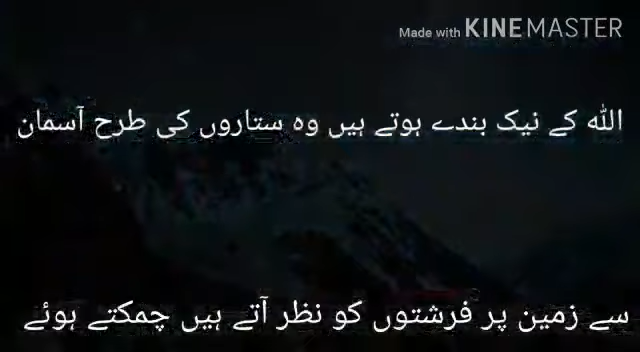 Made with KINEMASTER
اللہ کے نیک بندے ہوتے ہیں وہ ستاروں کی طرح آسمان
سے زمین پر فرشتوں کو نظر آتے ہیں چمکتے ہوئے